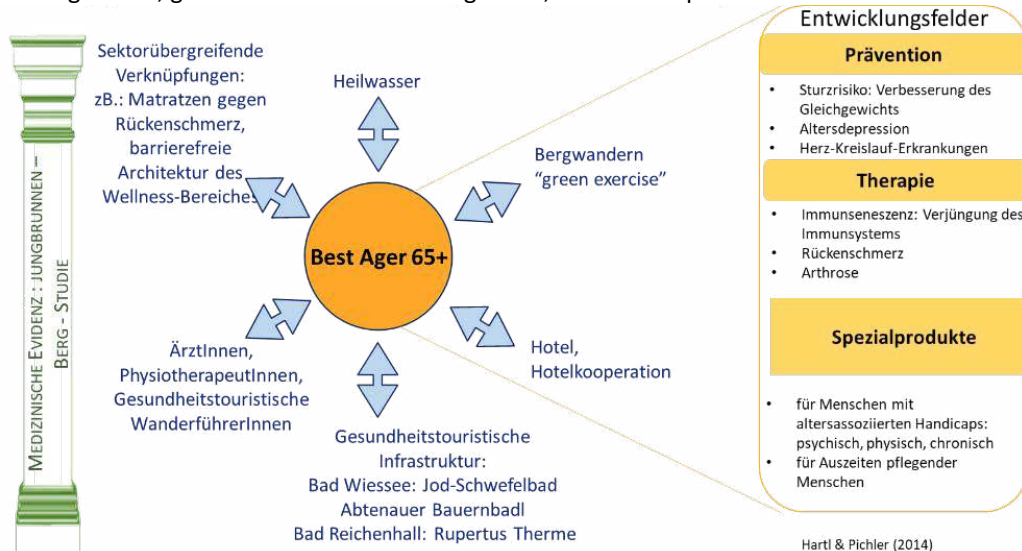 Sektorübergreifende
Verknüpfungen:
zB.: Matratzen gegen
Rückenschmerz,
barrierefreie
Architektur des
Wellness-Bereiches
Heilwasser
Bergwandern
“green exercise”
Best Ager 65+
ÄrztInnen,
PhysiotherapeutInnen,
Gesundheitstouristische
WanderführerInnen
Hotel,
Hotelkooperation
Gesundheitstouristische
Infrastruktur:
Bad Wiessee: Jod-Schwefelbad
Abtenauer Bauernbadl
Bad Reichenhall: Rupertus Therme
MEDIZINISCHE EVIDENZ : JUNGBRUNNEN –
BERG - STUDIE
Entwicklungsfelder
Prävention
• Sturzrisiko: Verbesserung des
Gleichgewichts
• Altersdepression
• Herz-Kreislauf-Erkrankungen
Therapie
• Immunseneszenz: Verjüngung des
Immunsystems
• Rückenschmerz
• Arthrose
Spezialprodukte
• für Menschen mit
altersassoziierten Handicaps:
psychisch, physisch, chronisch
• für Auszeiten pflegender
Menschen
Hartl & Pichler (2014)